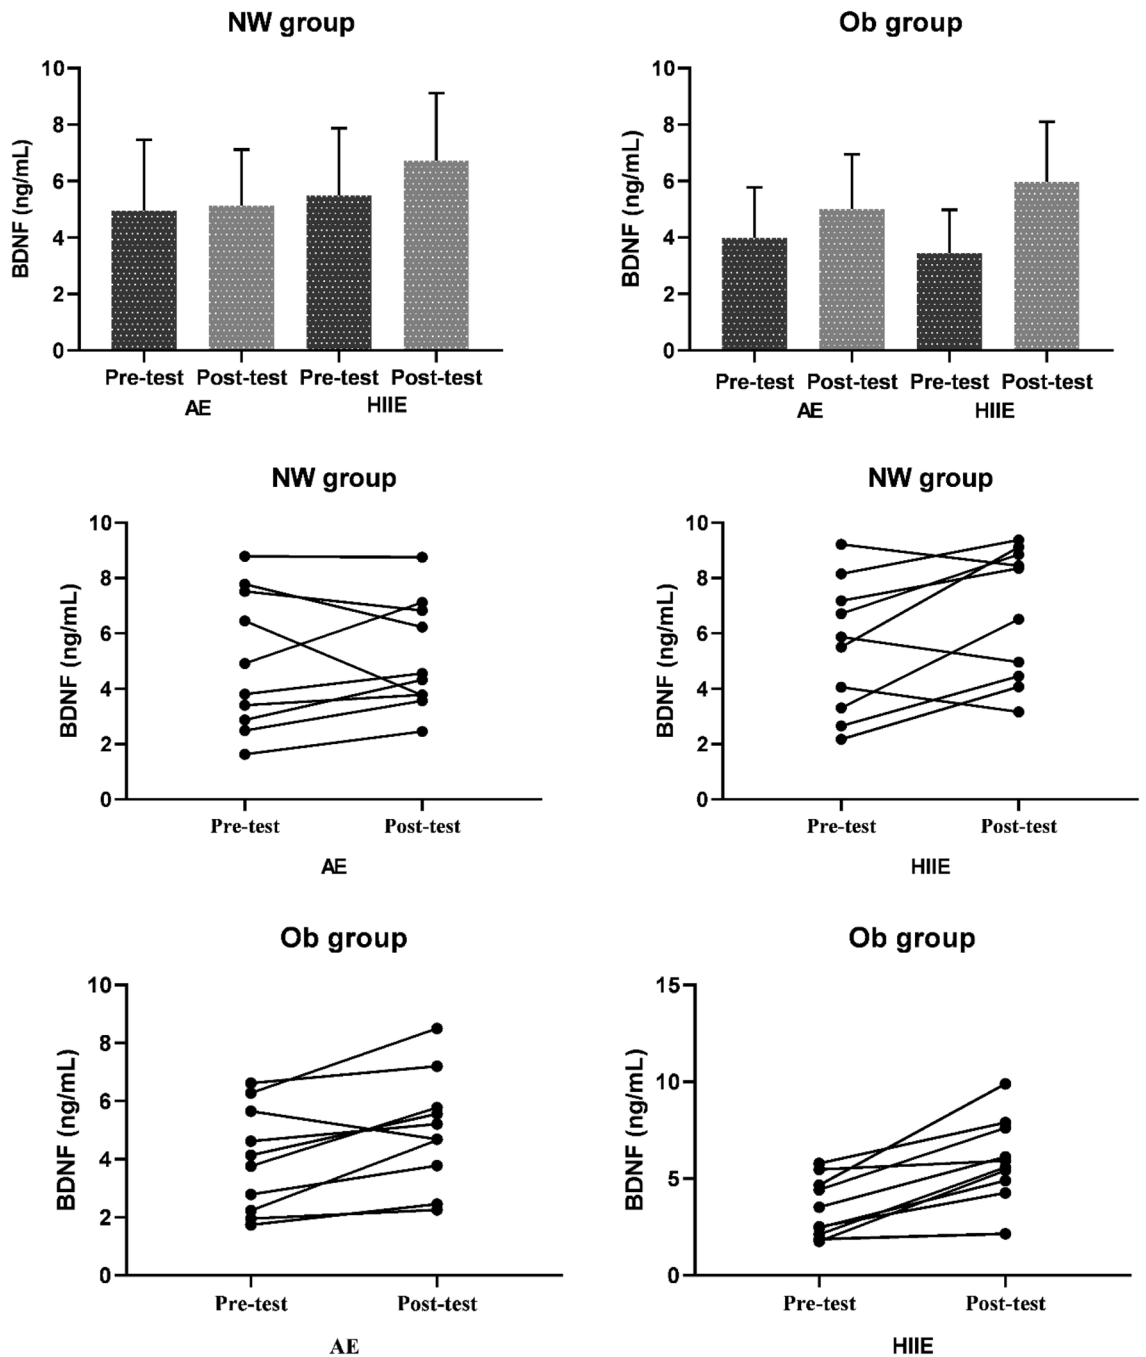 NW group
BDNF (ng/mL)
10
8
6
4
2
0
Pre-test Post-test Pre-test Post-test
AE HIIE
Ob group
BDNF (ng/mL)
10
8
6
4
2
0
Pre-test Post-test Pre-test Post-test
AE HIIE
NW group
BDNF (ng/mL)
10
8
6
4
2
0
Pre-test Post-test
AE
NW group
BDNF (ng/mL)
10
8
6
4
2
0
Pre-test Post-test
HIIE
Ob group
BDNF (ng/mL)
10
8
6
4
2
0
Pre-test Post-test
AE
Ob group
BDNF (ng/mL)
15
10
5
0
Pre-test Post-test
HIIE